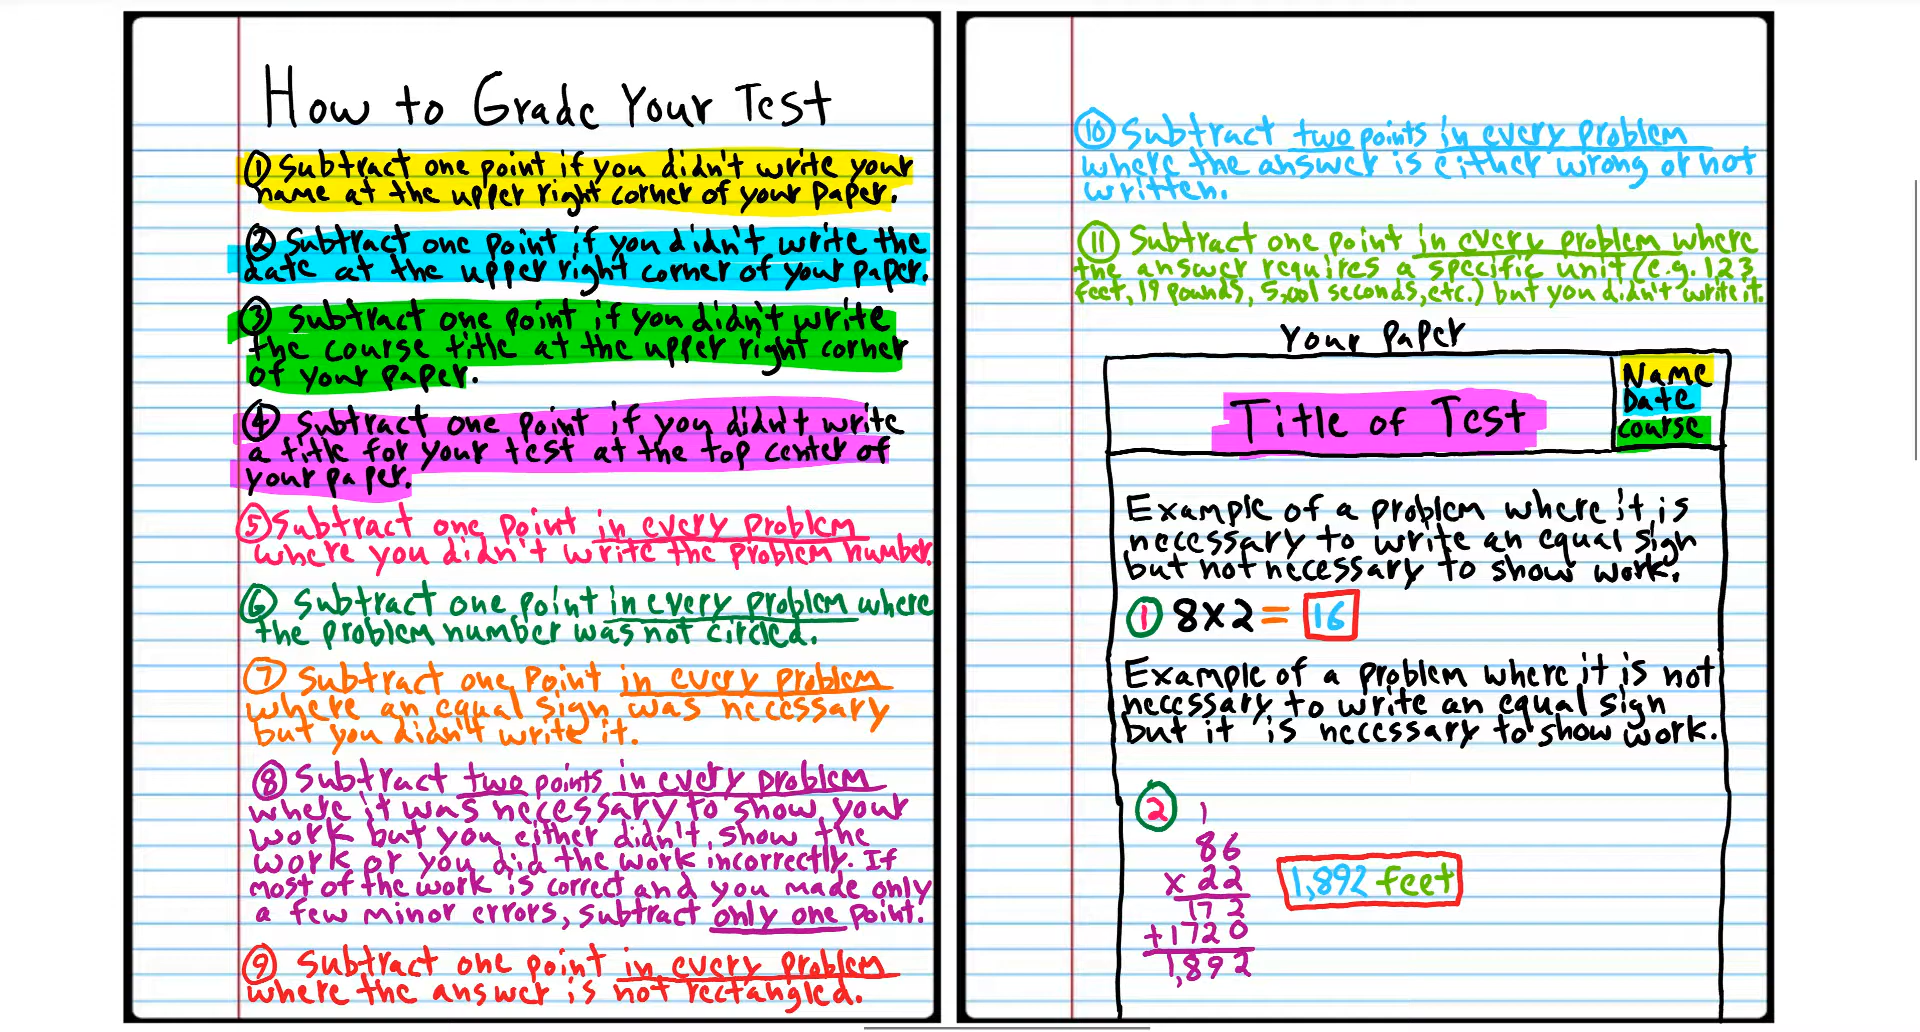 How to Grade Your Test
① Subtract one point if you didn't write your
name at the upper right corner of your paper.
② Subtract one point if you didn't write the
date at the upper right corner of your paper.
③ Subtract one point if you didn't write
the course title at the upper right corner
of your paper.
④ Subtract one point if you didn't write
a title for your test at the top center of
your paper.
⑤ Subtract one point in every problem
where you didn't write the problem number.
⑥ Subtract one point in every problem where
the problem number was not circled.
⑦ Subtract one point in every problem
where an equal sign was necessary
but you didn't write it.
⑧ Subtract two points in every problem
where it was necessary to show your
work but you either didn't show the
work or you did the work incorrectly. If
most of the work is correct and you made only
a few minor errors, subtract only one point.
⑨ Subtract one point in every problem
where the answer is not rectangled.
⑩ Subtract two points in every problem
where the answer is either wrong or not
written.
⑪ Subtract one point in every problem where
the answer requires a specific unit (e.g. 123
feet, 19 pounds, 5,001 seconds, etc.) but you didn't write it.
Your Paper
Name
Title of Test
Date
Course
Example of a problem where it is
necessary to write an equal sign
but not necessary to show work.
① 8x2 = 16
Example of a problem where it is not
necessary to write an equal sign
but it is necessary to show work.
②
1
86
x 22
172
+1720
1,892
1,892 feet